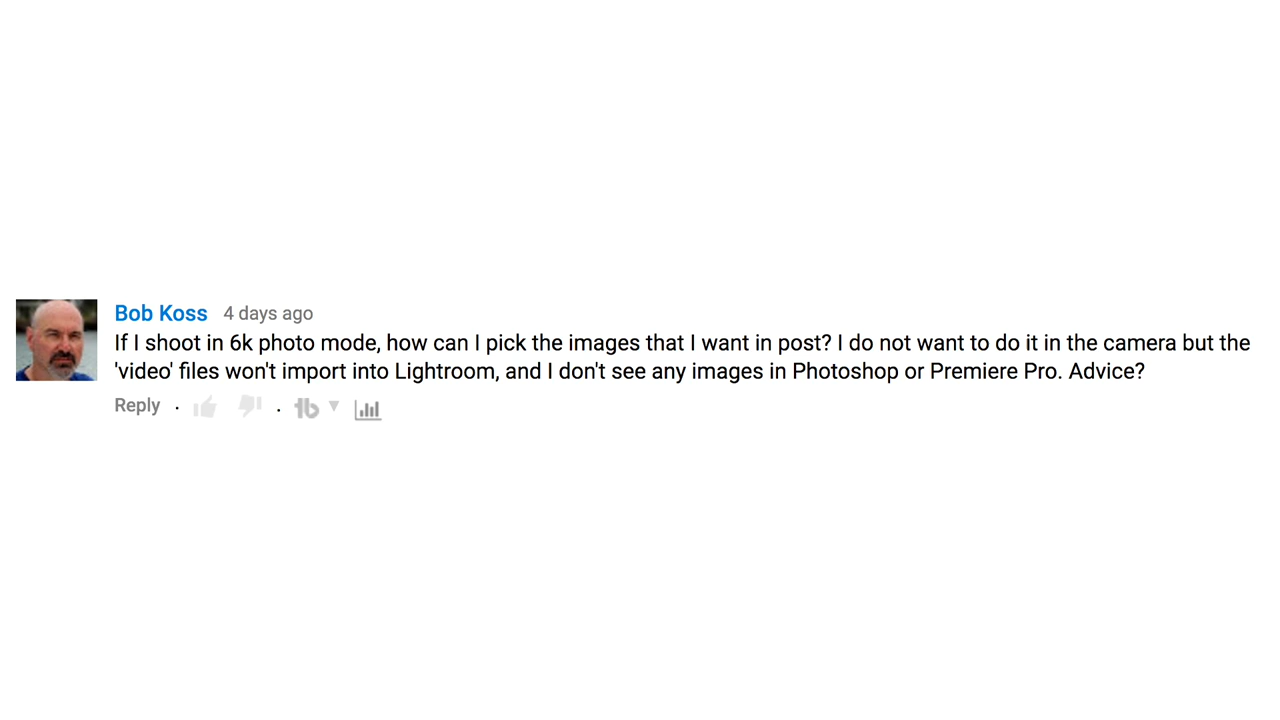 Bob Koss 4 days ago
If I shoot in 6k photo mode, how can I pick the images that I want in post? I do not want to do it in the camera but the
'video' files won't import into Lightroom, and I don't see any images in Photoshop or Premiere Pro. Advice?
Reply · · tb